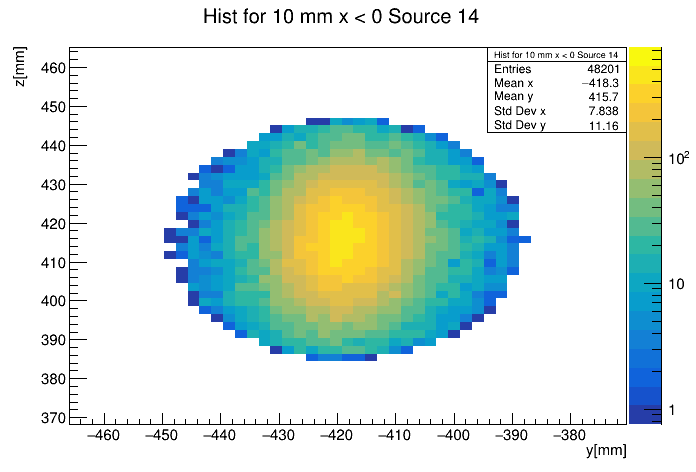 Hist for 10 mm x < 0 Source 14
z[mm]
460
450
440
430
420
410
400
390
380
370
−460 −450 −440 −430 −420 −410 −400 −390 −380
y[mm]
Hist for 10 mm x < 0 Source 14
Entries 48201
Mean x −418.3
Mean y 415.7
Std Dev x 7.838
Std Dev y 11.16
10²
10
1